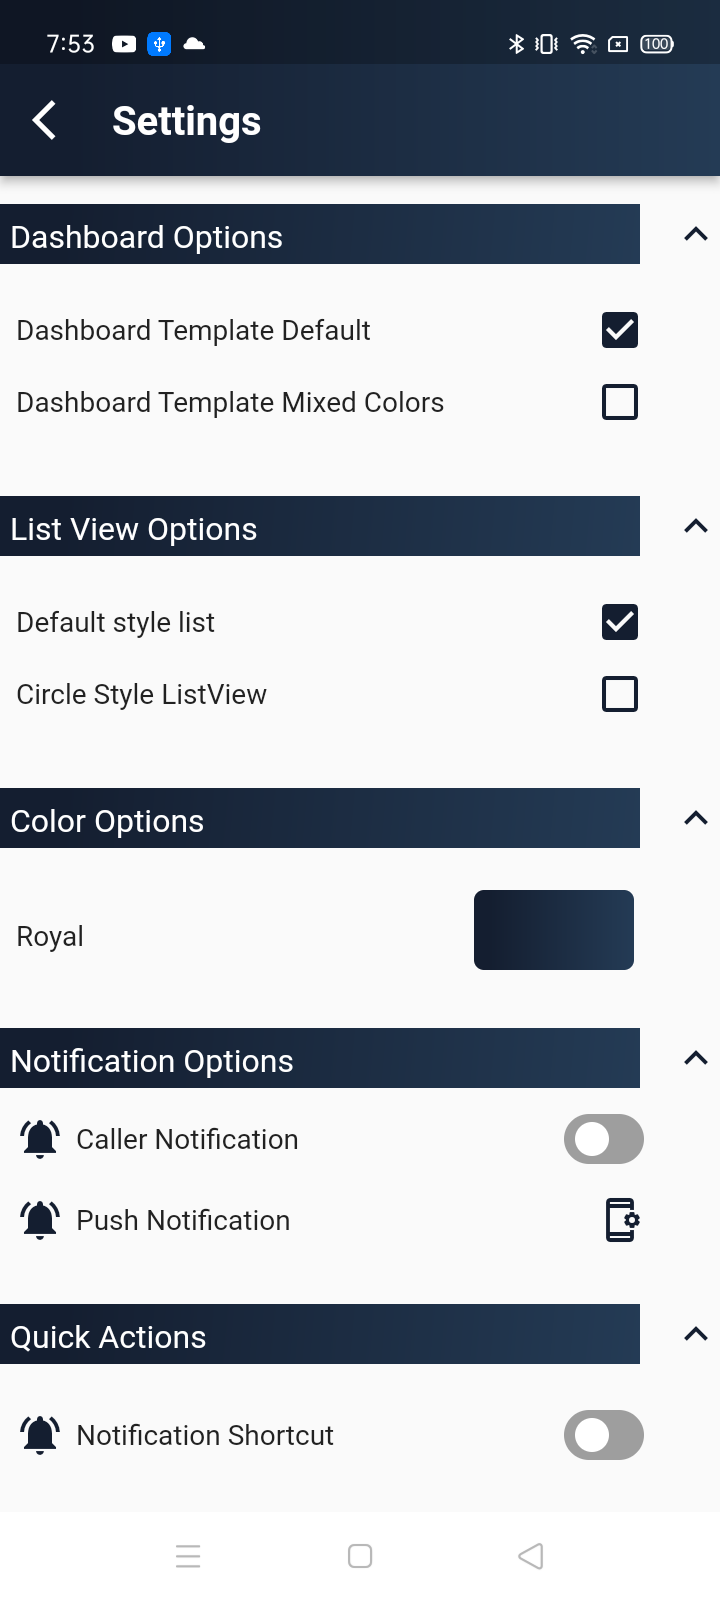 7:53
100
Settings
Dashboard Options
Dashboard Template Default
Dashboard Template Mixed Colors
List View Options
Default style list
Circle Style ListView
Color Options
Royal
Notification Options
Caller Notification
Push Notification
Quick Actions
Notification Shortcut